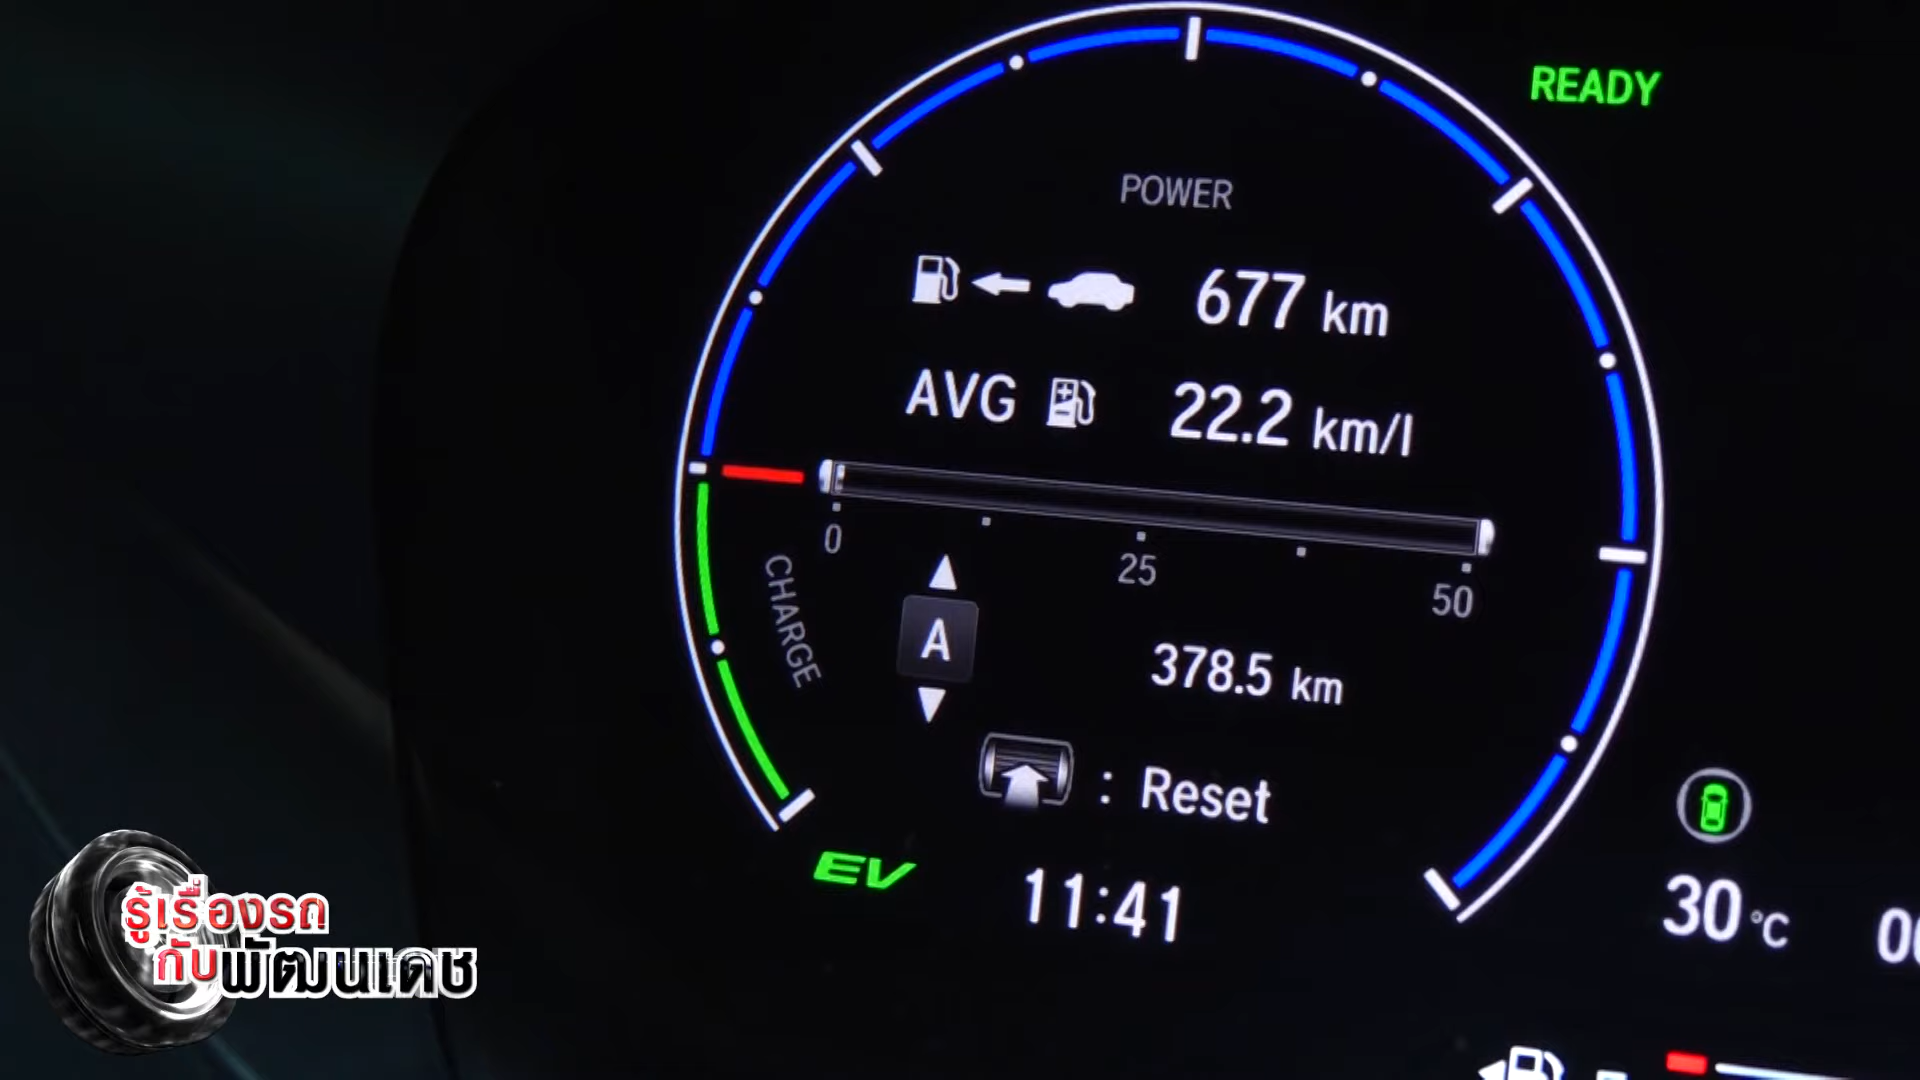 READY
POWER
677 km
AVG 22.2 km/l
0 25 50
CHARGE
A
378.5 km
: Reset
EV 11:41
30 °C
รู้เรื่องรถ
กับพัฒนเดช